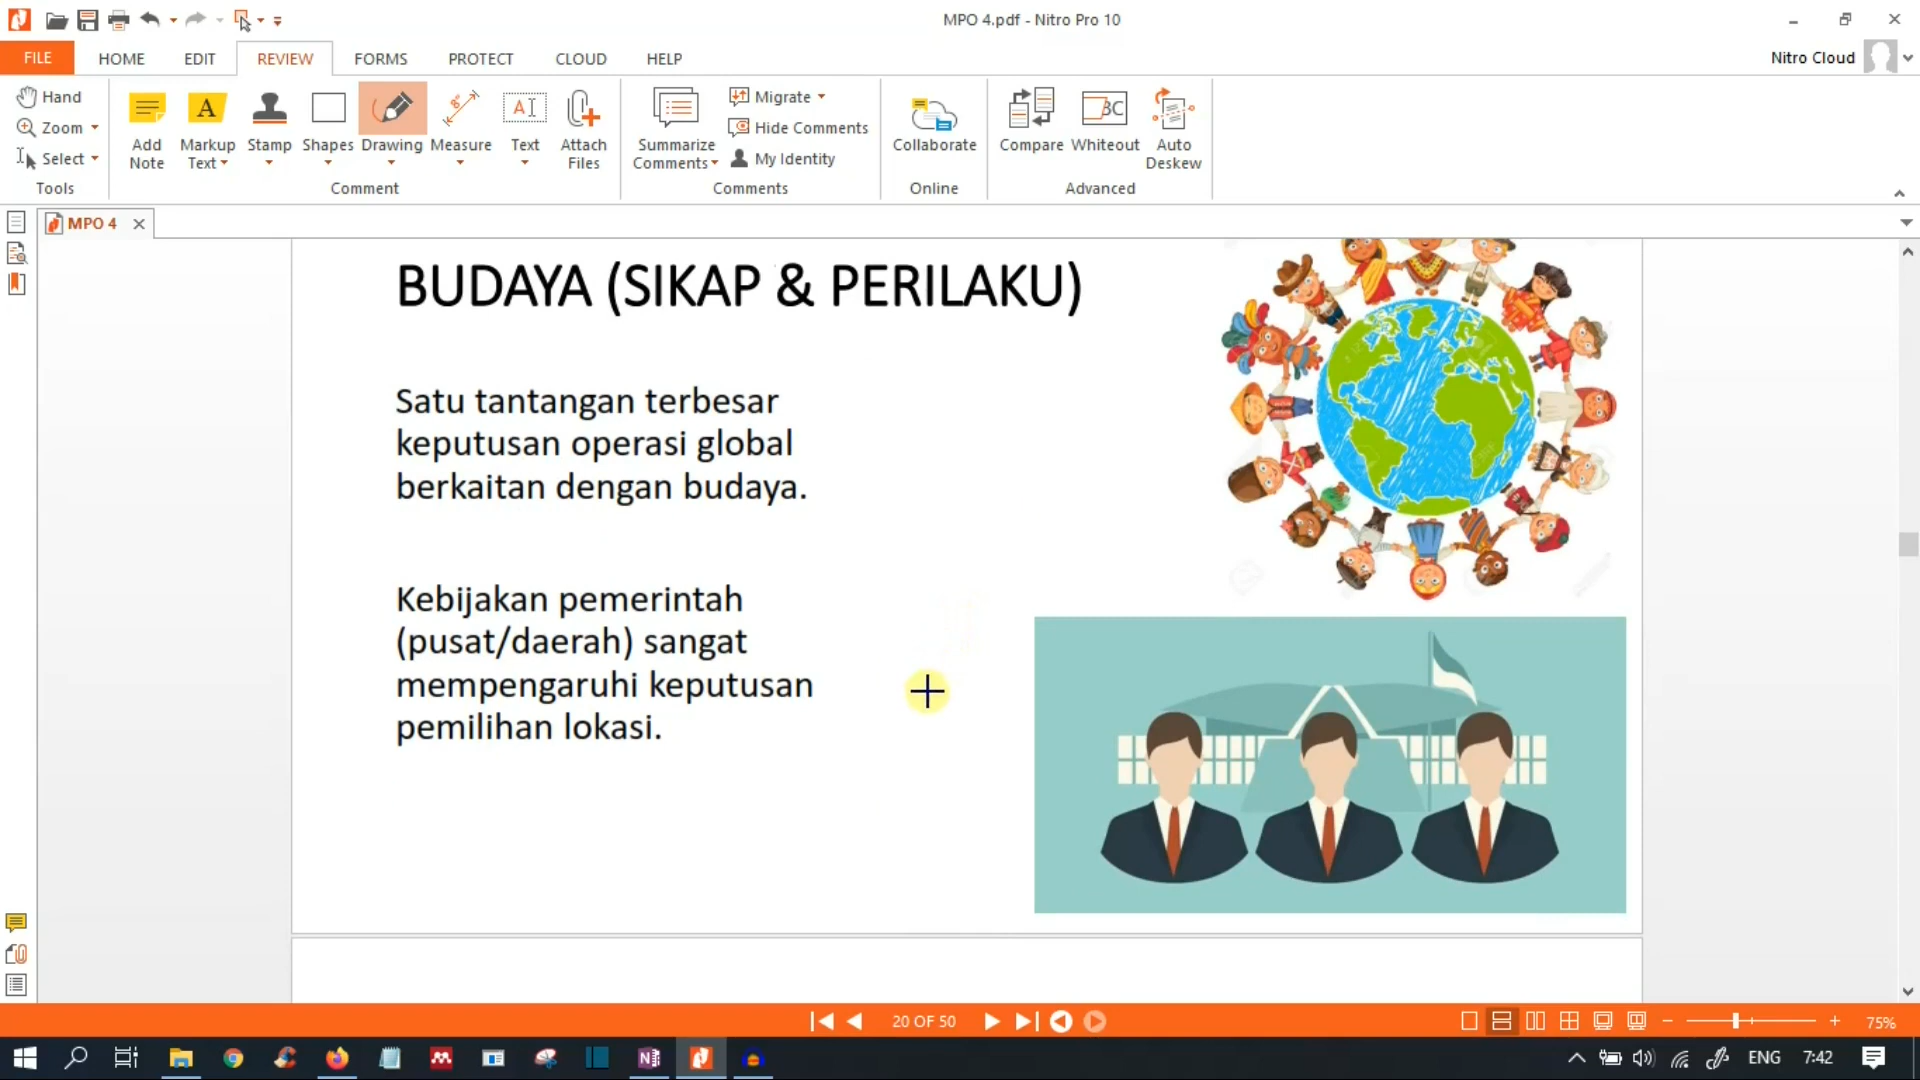 MPO 4.pdf - Nitro Pro 10
FILE HOME EDIT REVIEW FORMS PROTECT CLOUD HELP
Nitro Cloud
Hand
Zoom
Select
Tools
Add Note
Markup Text
Stamp
Shapes
Drawing
Measure
Text
Attach Files
Comment
Summarize Comments
Migrate
Hide Comments
My Identity
Comments
Collaborate
Online
Compare
Whiteout
Auto Deskew
Advanced
MPO 4
BUDAYA (SIKAP & PERILAKU)
Satu tantangan terbesar
keputusan operasi global
berkaitan dengan budaya.
Kebijakan pemerintah
(pusat/daerah) sangat
mempengaruhi keputusan
pemilihan lokasi.
20 OF 50
75%
ENG 7:42